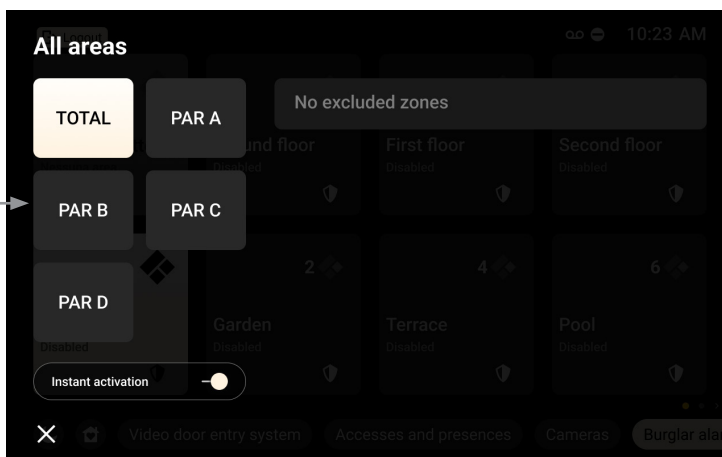 Logout
10:23 AM
All areas
TOTAL
PAR A
No excluded zones
und floor
Disabled
First floor
Disabled
Second floor
Disabled
PAR B
PAR C
2
4
6
PAR D
Disabled
Garden
Disabled
Terrace
Disabled
Pool
Disabled
Instant activation
Video door entry system
Accesses and presences
Cameras
Burglar ala